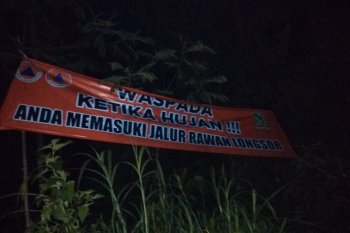 WASPADA
KETIKA HUJAN !!!
ANDA MEMASUKI JALUR RAWAN LONGSOR